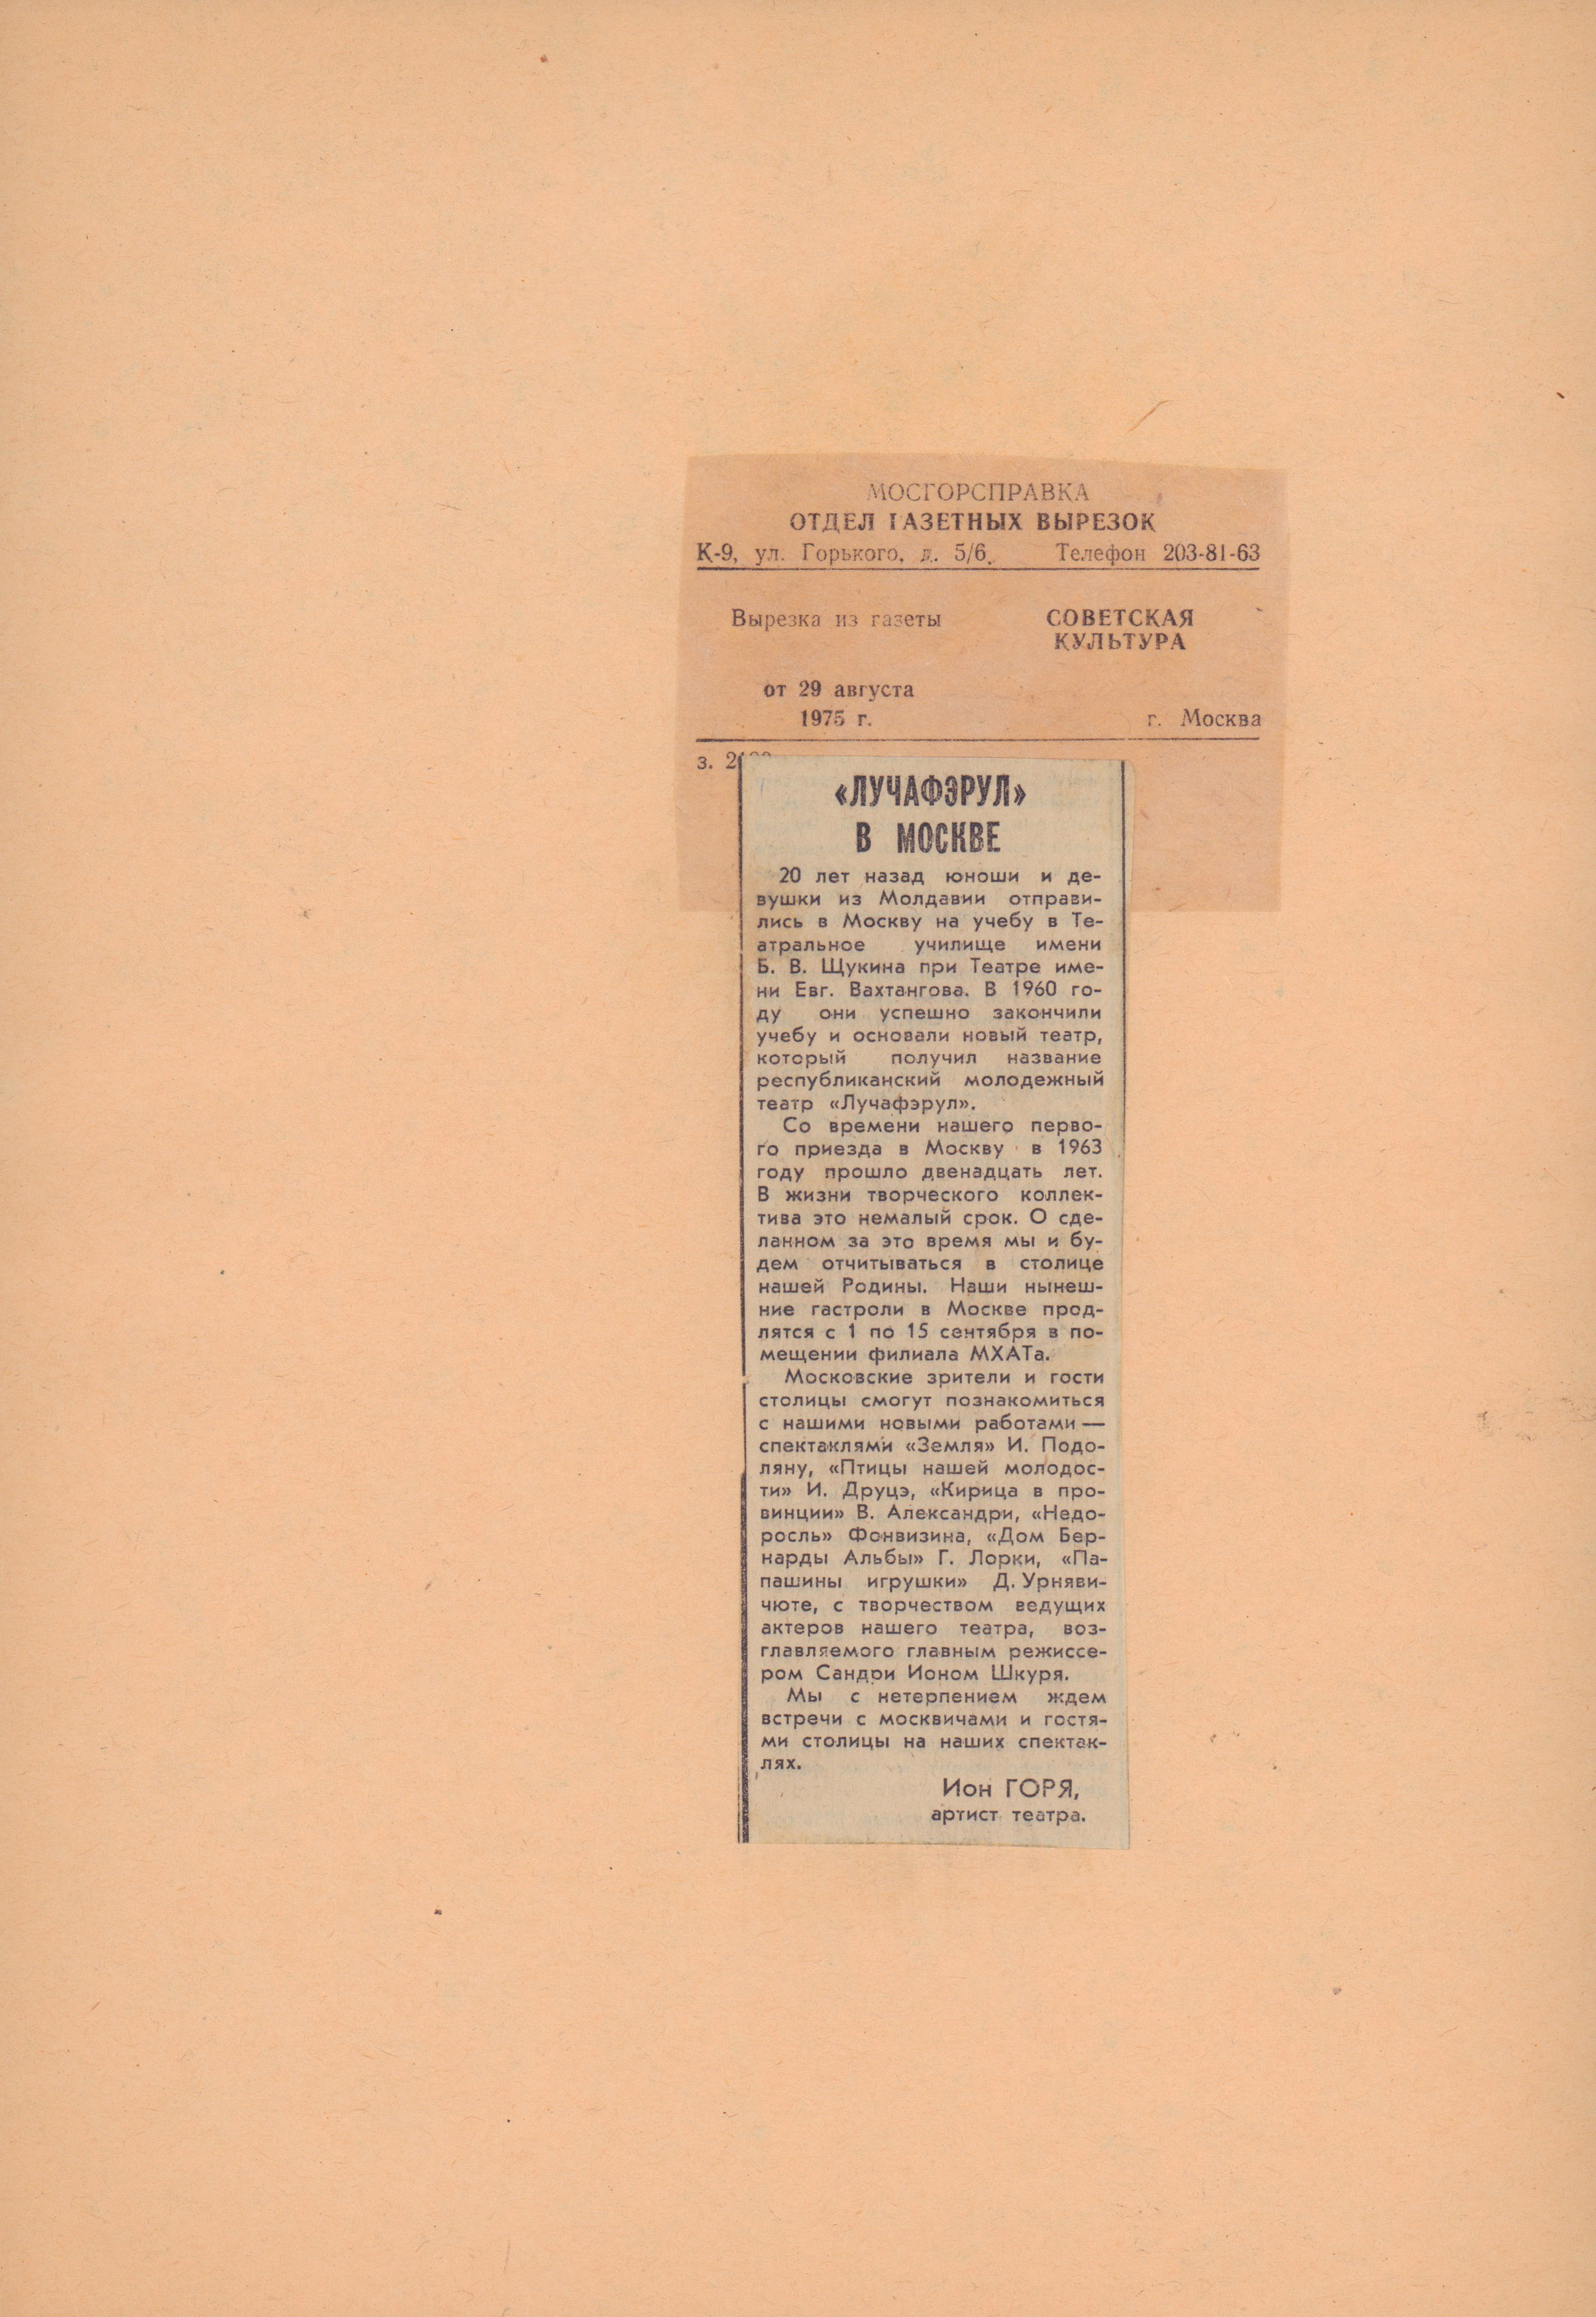 МОСГОРСПРАВКА
ОТДЕЛ ГАЗЕТНЫХ ВЫРЕЗОК
К-9, ул. Горького, д. 5/6. Телефон 203-81-63
Вырезка из газеты СОВЕТСКАЯ
КУЛЬТУРА
от 29 августа
1975 г. г. Москва
з.
«ЛУЧАФЭРУЛ»
В МОСКВЕ
20 лет назад юноши и де-
вушки из Молдавии отправи-
лись в Москву на учебу в Те-
атральное училище имени
Б. В. Щукина при Театре име-
ни Евг. Вахтангова. В 1960 го-
ду они успешно закончили
учебу и основали новый театр,
который получил название
республиканский молодежный
театр «Лучафэрул».
Со времени нашего перво-
го приезда в Москву в 1963
году прошло двенадцать лет.
В жизни творческого коллек-
тива это немалый срок. О сде-
ланном за это время мы и бу-
дем отчитываться в столице
нашей Родины. Наши нынеш-
ние гастроли в Москве прод-
лятся с 1 по 15 сентября в по-
мещении филиала МХАТа.
Московские зрители и гости
столицы смогут познакомиться
с нашими новыми работами —
спектаклями «Земля» И. Подо-
ляну, «Птицы нашей молодос-
ти» И. Друцэ, «Кирица в про-
винции» В. Александри, «Недо-
росль» Фонвизина, «Дом Бер-
нарды Альбы» Г. Лорки, «Па-
пашины игрушки» Д. Урняви-
чюте, с творчеством ведущих
актеров нашего театра, воз-
главляемого главным режиссе-
ром Сандри Ионом Шкуря.
Мы с нетерпением ждем
встречи с москвичами и гостя-
ми столицы на наших спектак-
лях.
Ион ГОРЯ,
артист театра.